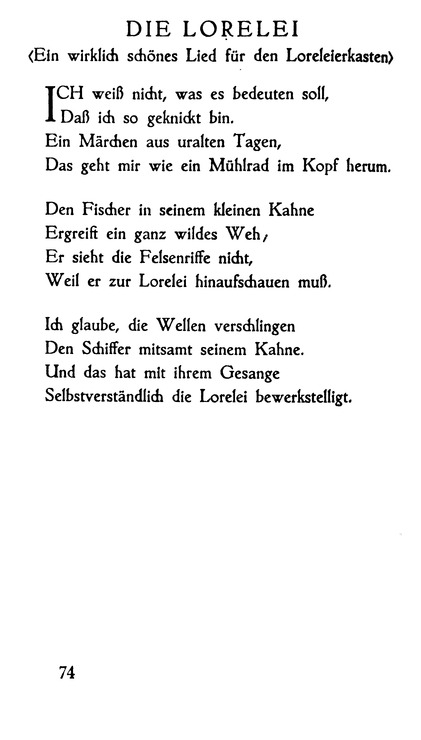 DIE LORELEI
(Ein wirklich schönes Lied für den Loreleierkasten)
ICH weiß nicht, was es bedeuten soll,
Daß ich so geknickt bin.
Ein Märchen aus uralten Tagen,
Das geht mir wie ein Mühlrad im Kopf herum.
Den Fischer in seinem kleinen Kahne
Ergreift ein ganz wildes Weh,
Er sieht die Felsenriffe nicht,
Weil er zur Lorelei hinaufschauen muß.
Ich glaube, die Wellen verschlingen
Den Schiffer mitsamt seinem Kahne.
Und das hat mit ihrem Gesange
Selbstverständlich die Lorelei bewerkstelligt.
74